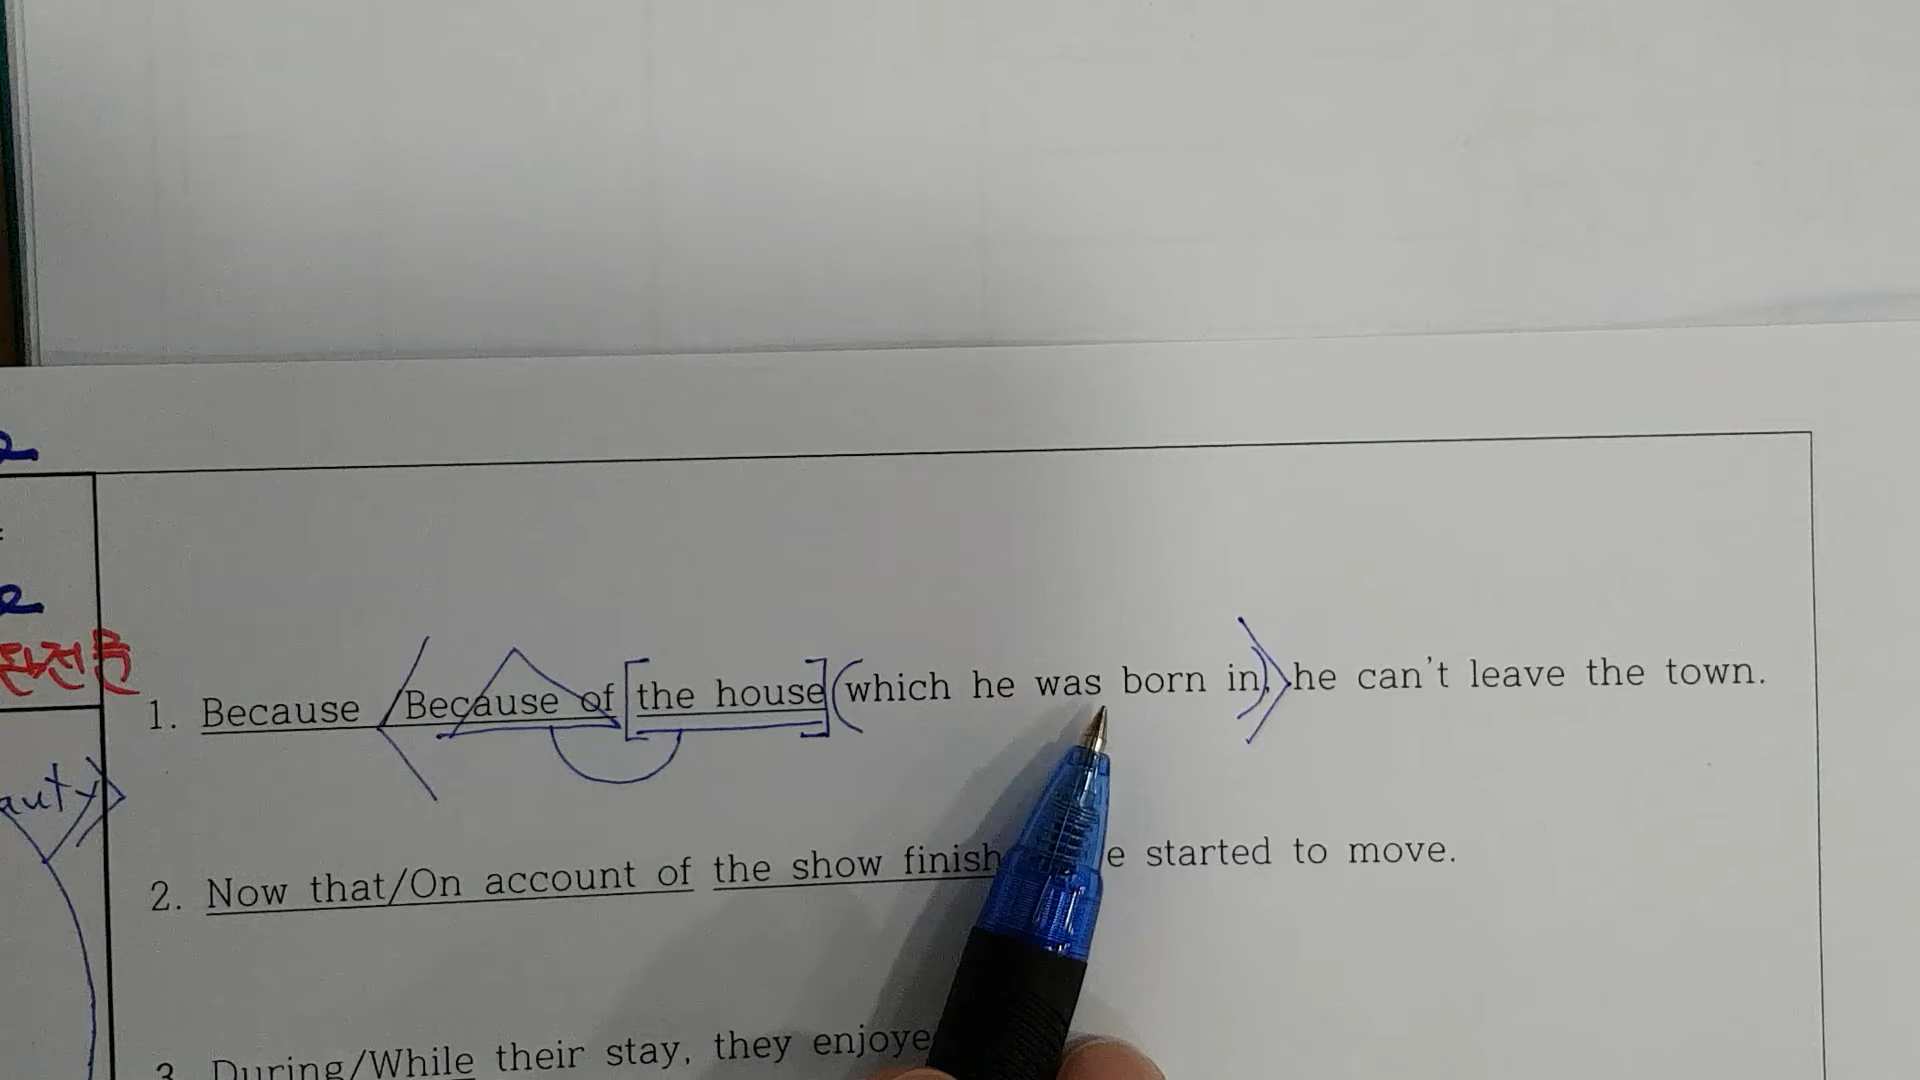 완전문
1. Because /Because of [the house] (which he was born in), he can't leave the town.
auty
2. Now that/On account of the show finish e started to move.
3. During/While their stay, they enjoye